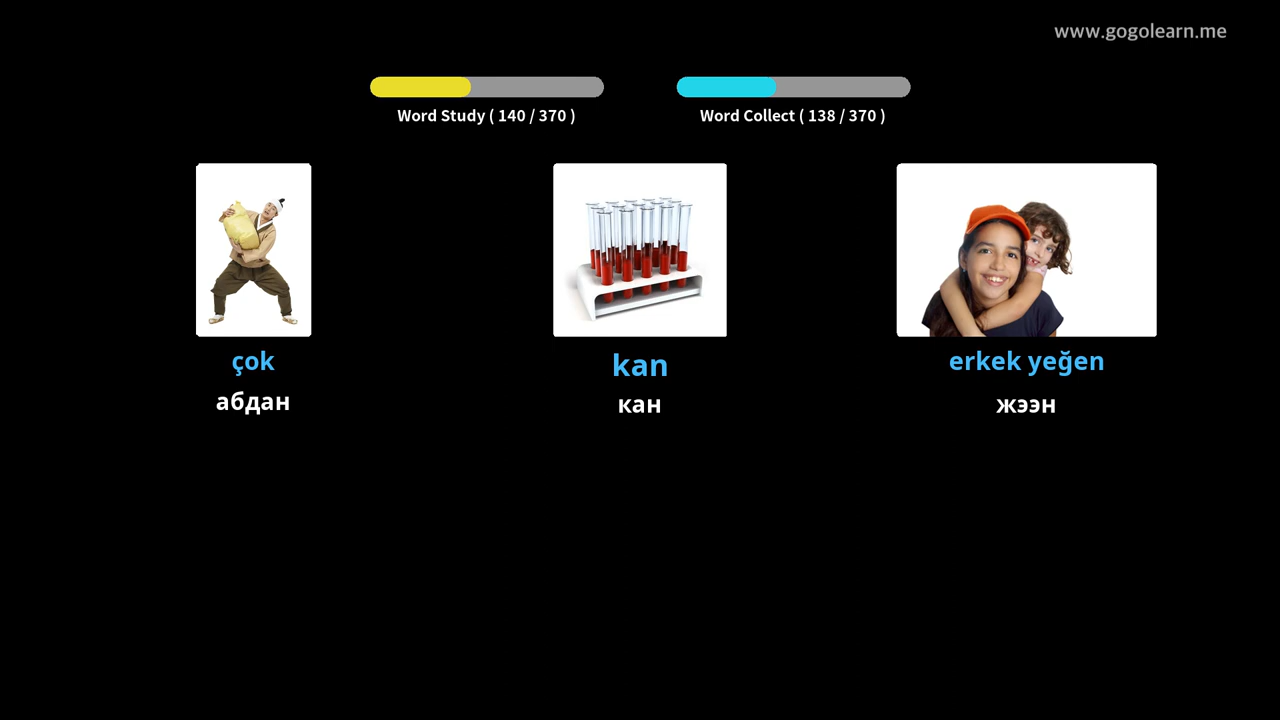 www.gogolearn.me
Word Study ( 140 / 370 )
Word Collect ( 138 / 370 )
çok
kan
erkek yeğen
абдан
кан
жээн